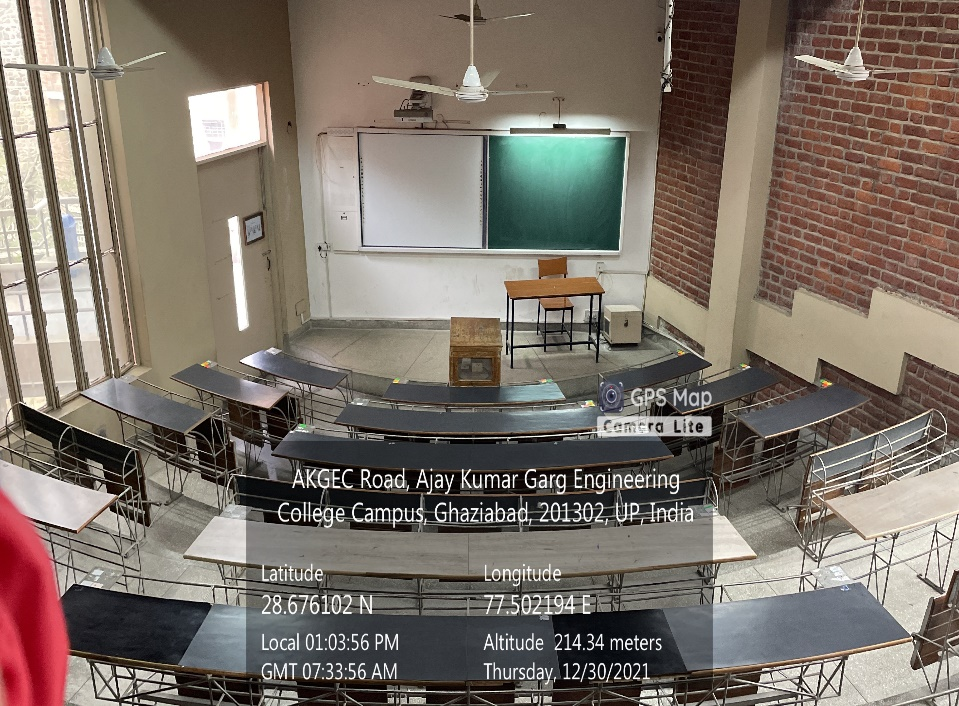 GPS Map
Camera Lite
AKGEC Road, Ajay Kumar Garg Engineering
College Campus, Ghaziabad, 201302, UP, India
Latitude
28.676102 N
Longitude
77.502194 E
Local 01:03:56 PM
GMT 07:33:56 AM
Altitude 214.34 meters
Thursday, 12/30/2021